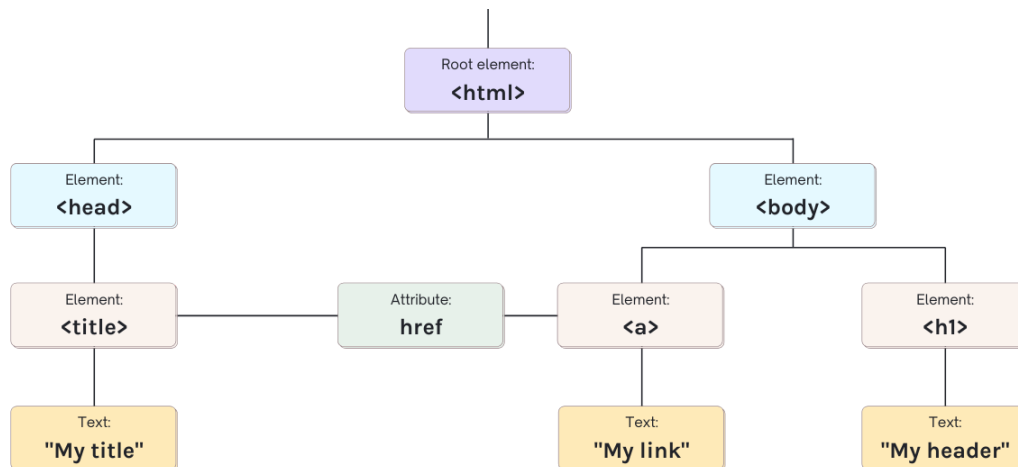 Root element:
<html>
Element:
<head>
Element:
<body>
Element:
<title>
Attribute:
href
Element:
<a>
Element:
<h1>
Text:
"My title"
Text:
"My link"
Text:
"My header"